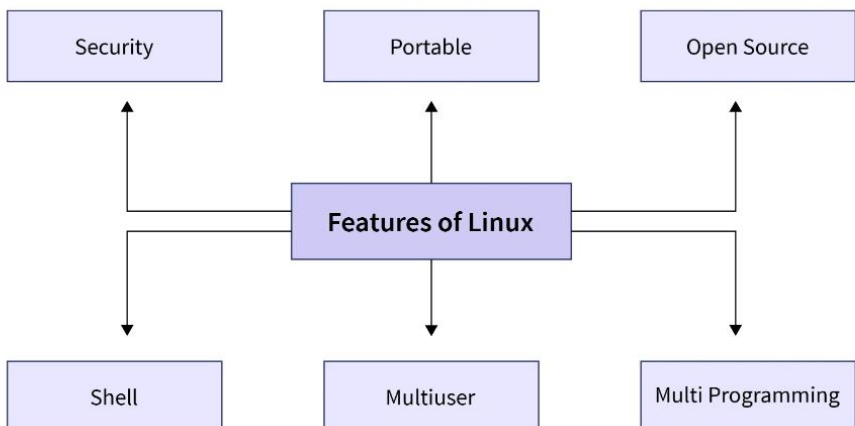 Security
Portable
Open Source
Features of Linux
Shell
Multiuser
Multi Programming